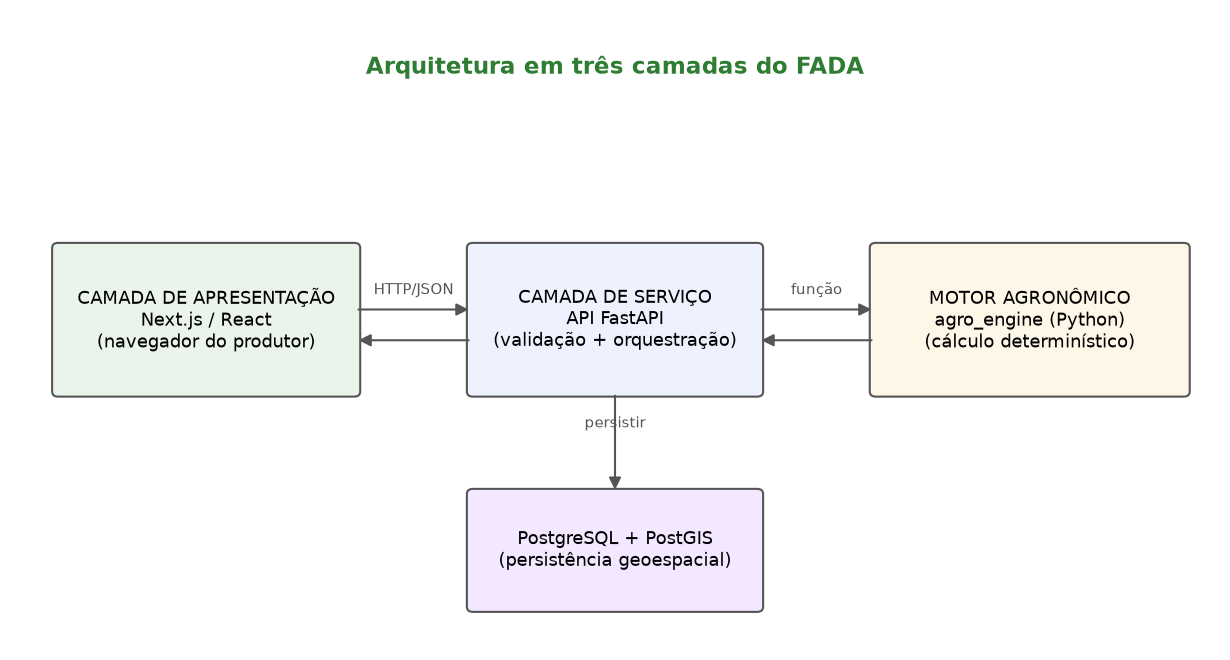 Arquitetura em três camadas do FADA
CAMADA DE APRESENTAÇÃO
Next.js / React
(navegador do produtor)
HTTP/JSON
CAMADA DE SERVIÇO
API FastAPI
(validação + orquestração)
função
MOTOR AGRONÔMICO
agro_engine (Python)
(cálculo determinístico)
persistir
PostgreSQL + PostGIS
(persistência geoespacial)